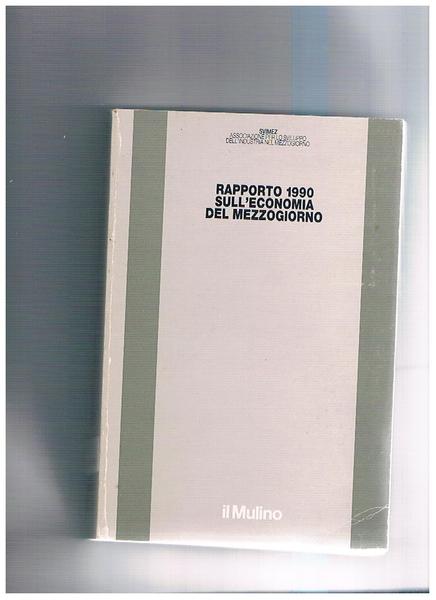 SVIMEZ
ASSOCIAZIONE PER LO SVILUPPO
DELL'INDUSTRIA NEL MEZZOGIORNO
RAPPORTO 1990
SULL'ECONOMIA
DEL MEZZOGIORNO
il Mulino